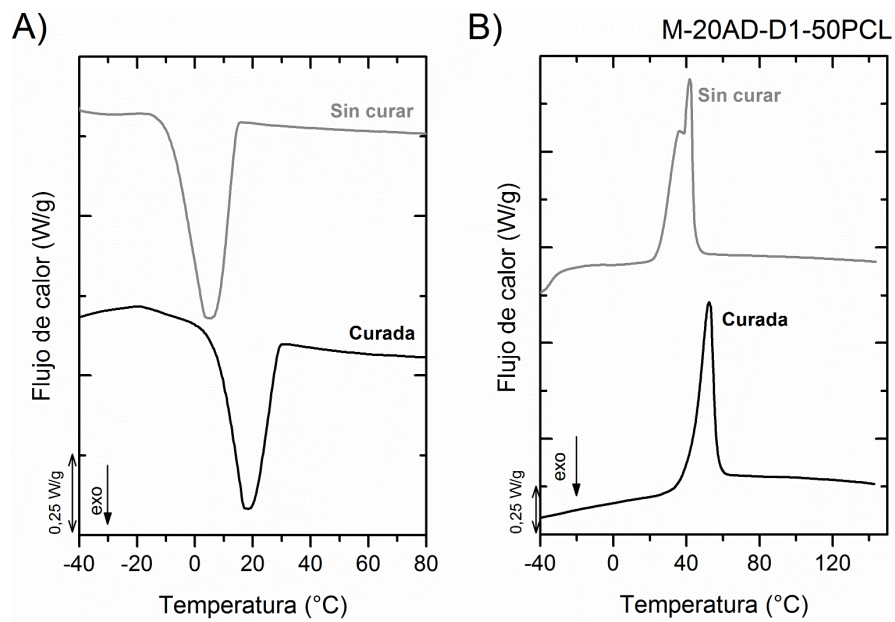 A)
Sin curar
Curada
Flujo de calor (W/g)
0,25 W/g
exo
-40 -20 0 20 40 60 80
Temperatura (°C)
B)
M-20AD-D1-50PCL
Sin curar
Curada
Flujo de calor (W/g)
0,25 W/g
exo
-40 0 40 80 120
Temperatura (°C)